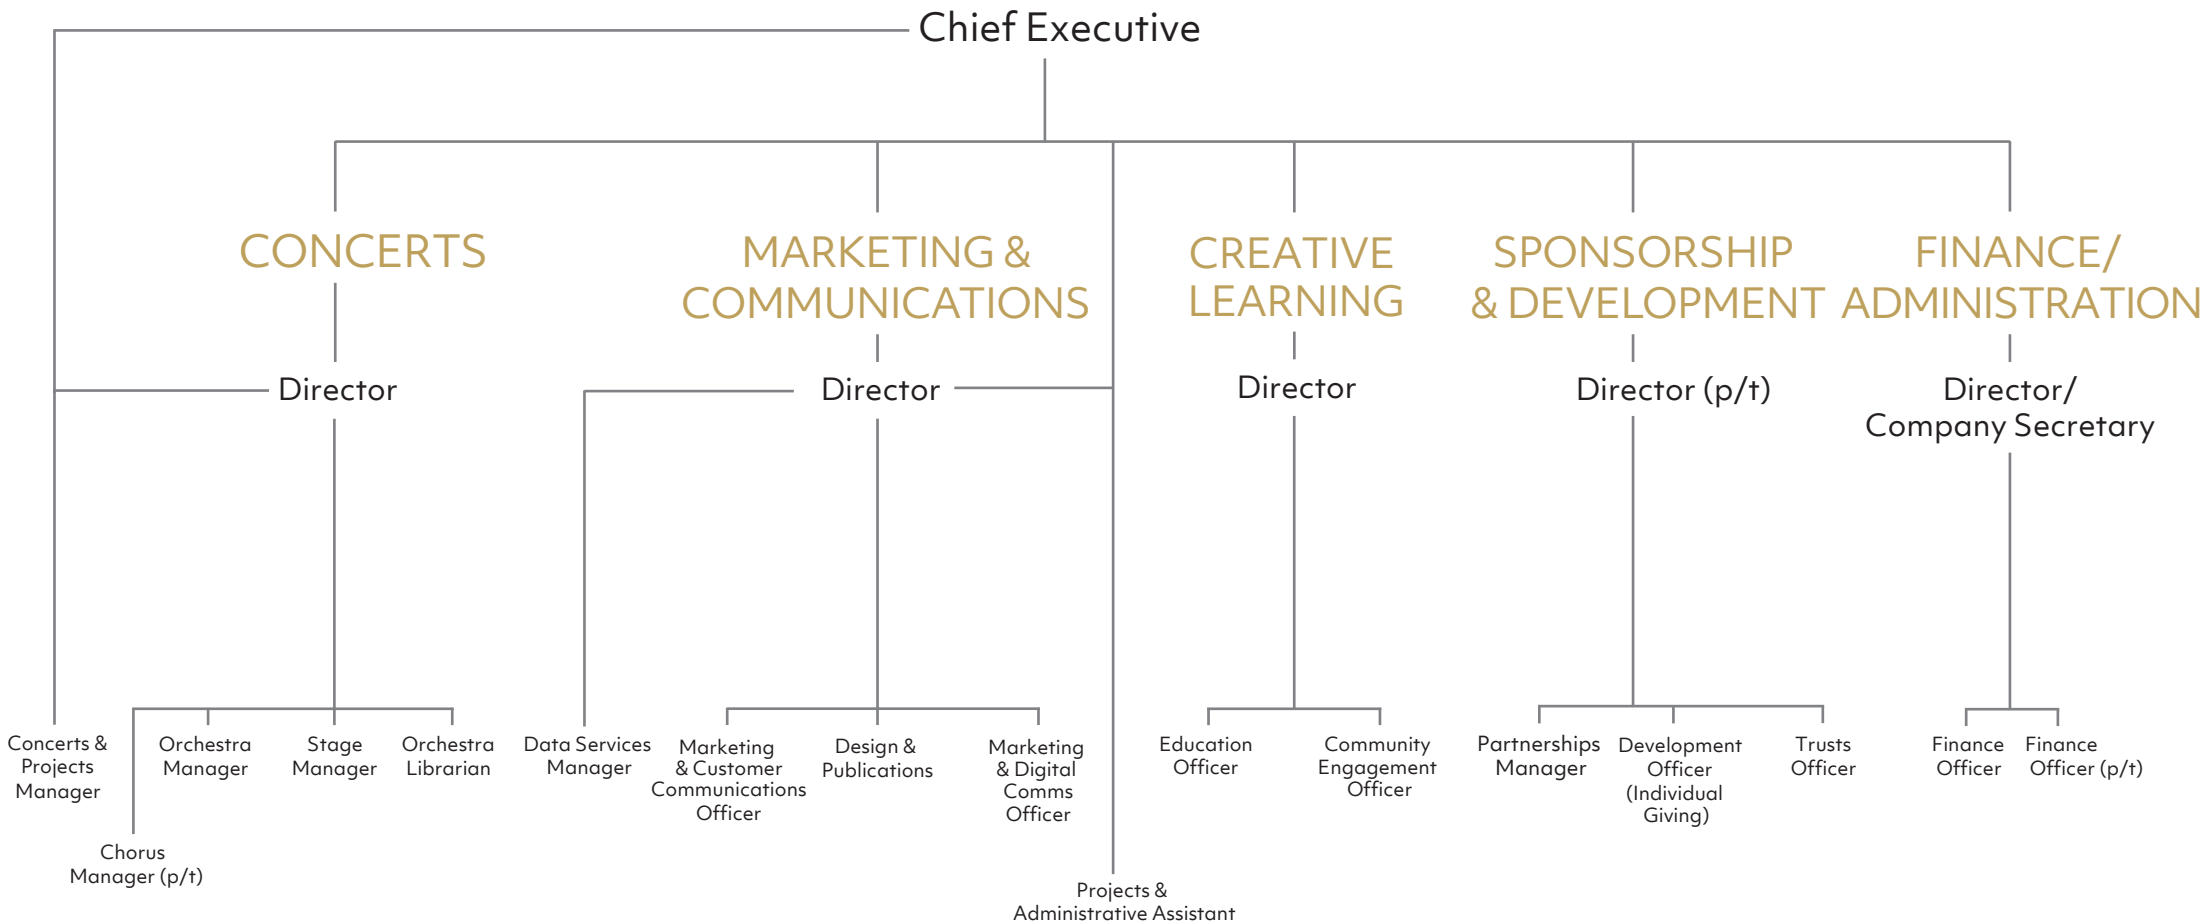 Chief Executive
CONCERTS
MARKETING &
COMMUNICATIONS
CREATIVE
LEARNING
SPONSORSHIP
& DEVELOPMENT
FINANCE/
ADMINISTRATION
Director
Director
Director
Director (p/t)
Director/
Company Secretary
Concerts &
Projects
Manager
Chorus
Manager (p/t)
Orchestra
Manager
Stage
Manager
Orchestra
Librarian
Data Services
Manager
Marketing
& Customer
Communications
Officer
Design &
Publications
Marketing
& Digital
Comms
Officer
Projects &
Administrative Assistant
Education
Officer
Community
Engagement
Officer
Partnerships
Manager
Development
Officer
(Individual
Giving)
Trusts
Officer
Finance
Officer
Finance
Officer (p/t)